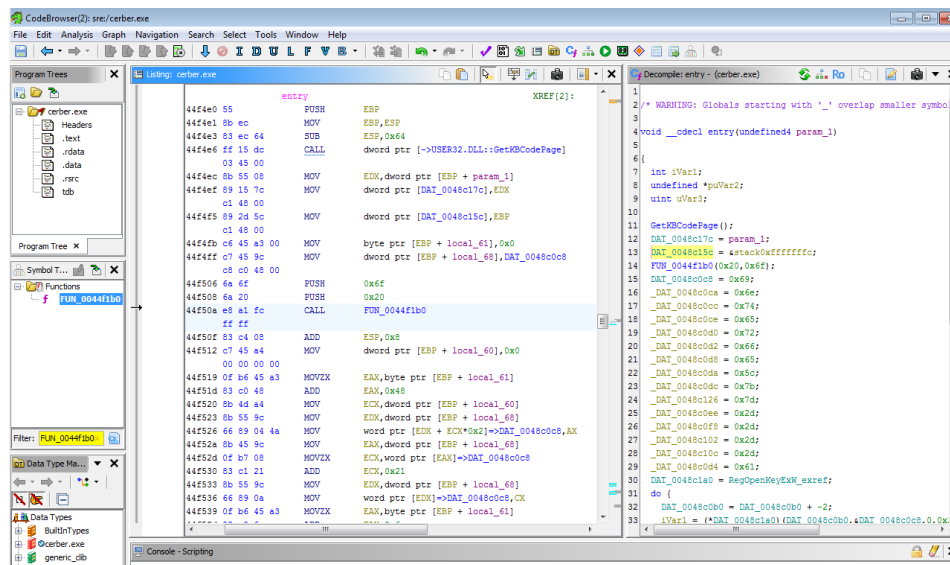 CodeBrowser(2): sre:/cerber.exe
File Edit Analysis Graph Navigation Search Select Tools Window Help
I D U L F V B
Program Trees
cerber.exe
Headers
.text
.rdata
.data
.rsrc
tdb
Program Tree
Symbol T...
Functions
f FUN_0044f1b0
Filter: FUN_0044f1b0
Data Type Ma...
Data Types
BuiltInTypes
cerber.exe
generic_clib
Listing: cerber.exe
entry XREF[2]:
44f4e0 55 PUSH EBP
44f4e1 8b ec MOV EBP,ESP
44f4e3 83 ec 64 SUB ESP,0x64
44f4e6 ff 15 dc CALL dword ptr [->USER32.DLL::GetKBCodePage]
03 45 00
44f4ec 8b 55 08 MOV EDX,dword ptr [EBP + param_1]
44f4ef 89 15 7c MOV dword ptr [DAT_0048c17c],EDX
c1 48 00
44f4f5 89 2d 5c MOV dword ptr [DAT_0048c15c],EBP
c1 48 00
44f4fb c6 45 a3 00 MOV byte ptr [EBP + local_61],0x0
44f4ff c7 45 9c MOV dword ptr [EBP + local_68],DAT_0048c0c8
c8 c0 48 00
44f506 6a 6f PUSH 0x6f
44f508 6a 20 PUSH 0x20
44f50a e8 a1 fc CALL FUN_0044f1b0
ff ff
44f50f 83 c4 08 ADD ESP,0x8
44f512 c7 45 a4 MOV dword ptr [EBP + local_60],0x0
00 00 00 00
44f519 0f b6 45 a3 MOVZX EAX,byte ptr [EBP + local_61]
44f51d 83 c0 48 ADD EAX,0x48
44f520 8b 4d a4 MOV ECX,dword ptr [EBP + local_60]
44f523 8b 55 9c MOV EDX,dword ptr [EBP + local_68]
44f526 66 89 04 4a MOV word ptr [EDX + ECX*0x2]=>DAT_0048c0c8,AX
44f52a 8b 45 9c MOV EAX,dword ptr [EBP + local_68]
44f52d 0f b7 08 MOVZX ECX,word ptr [EAX]=>DAT_0048c0c8
44f530 83 c1 21 ADD ECX,0x21
44f533 8b 55 9c MOV EDX,dword ptr [EBP + local_68]
44f536 66 89 0a MOV word ptr [EDX]=>DAT_0048c0c8,CX
44f539 0f b6 45 a3 MOVZX EAX,byte ptr [EBP + local_61]
Decompile: entry - (cerber.exe)
Ro
1
2 /* WARNING: Globals starting with '_' overlap smaller symbo
3
4 void __cdecl entry(undefined4 param_1)
5
6 {
7 int iVar1;
8 undefined *puVar2;
9 uint uVar3;
10
11 GetKBCodePage();
12 DAT_0048c17c = param_1;
13 DAT_0048c15c = &stack0xfffffffc;
14 FUN_0044f1b0(0x20,0x6f);
15 DAT_0048c0c8 = 0x69;
16 _DAT_0048c0ca = 0x6e;
17 _DAT_0048c0cc = 0x74;
18 _DAT_0048c0ce = 0x65;
19 _DAT_0048c0d0 = 0x72;
20 _DAT_0048c0d2 = 0x66;
21 _DAT_0048c0d8 = 0x65;
22 _DAT_0048c0da = 0x5c;
23 _DAT_0048c0dc = 0x7b;
24 _DAT_0048c126 = 0x7d;
25 _DAT_0048c0ee = 0x2d;
26 _DAT_0048c0f8 = 0x2d;
27 _DAT_0048c102 = 0x2d;
28 _DAT_0048c10c = 0x2d;
29 _DAT_0048c0d4 = 0x61;
30 DAT_0048c1a0 = RegOpenKeyExW_exref;
31 do {
32 DAT_0048c0b0 = DAT_0048c0b0 + -2;
33 iVar1 = (*DAT_0048c1a0)(DAT_0048c0b0,&DAT_0048c0c8,0,0x
Console - Scripting